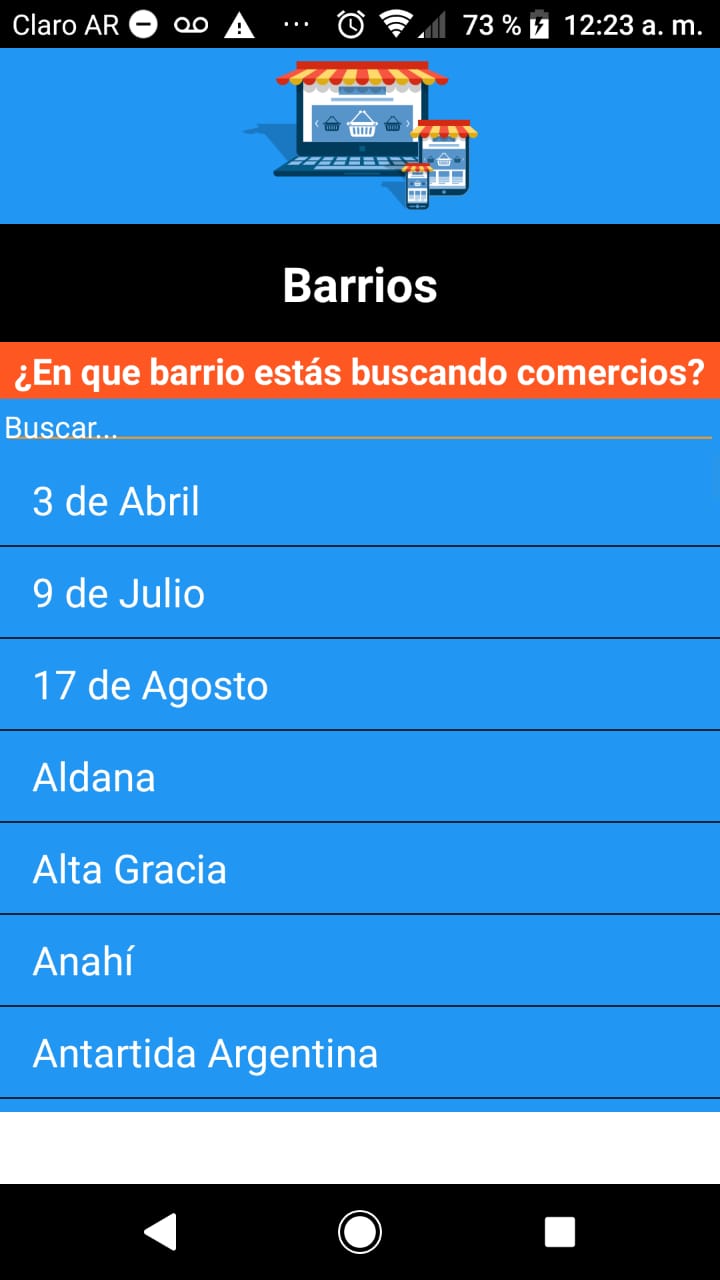 Claro AR 73 % 12:23 a. m.
Barrios
¿En que barrio estás buscando comercios?
Buscar...
3 de Abril
9 de Julio
17 de Agosto
Aldana
Alta Gracia
Anahí
Antartida Argentina